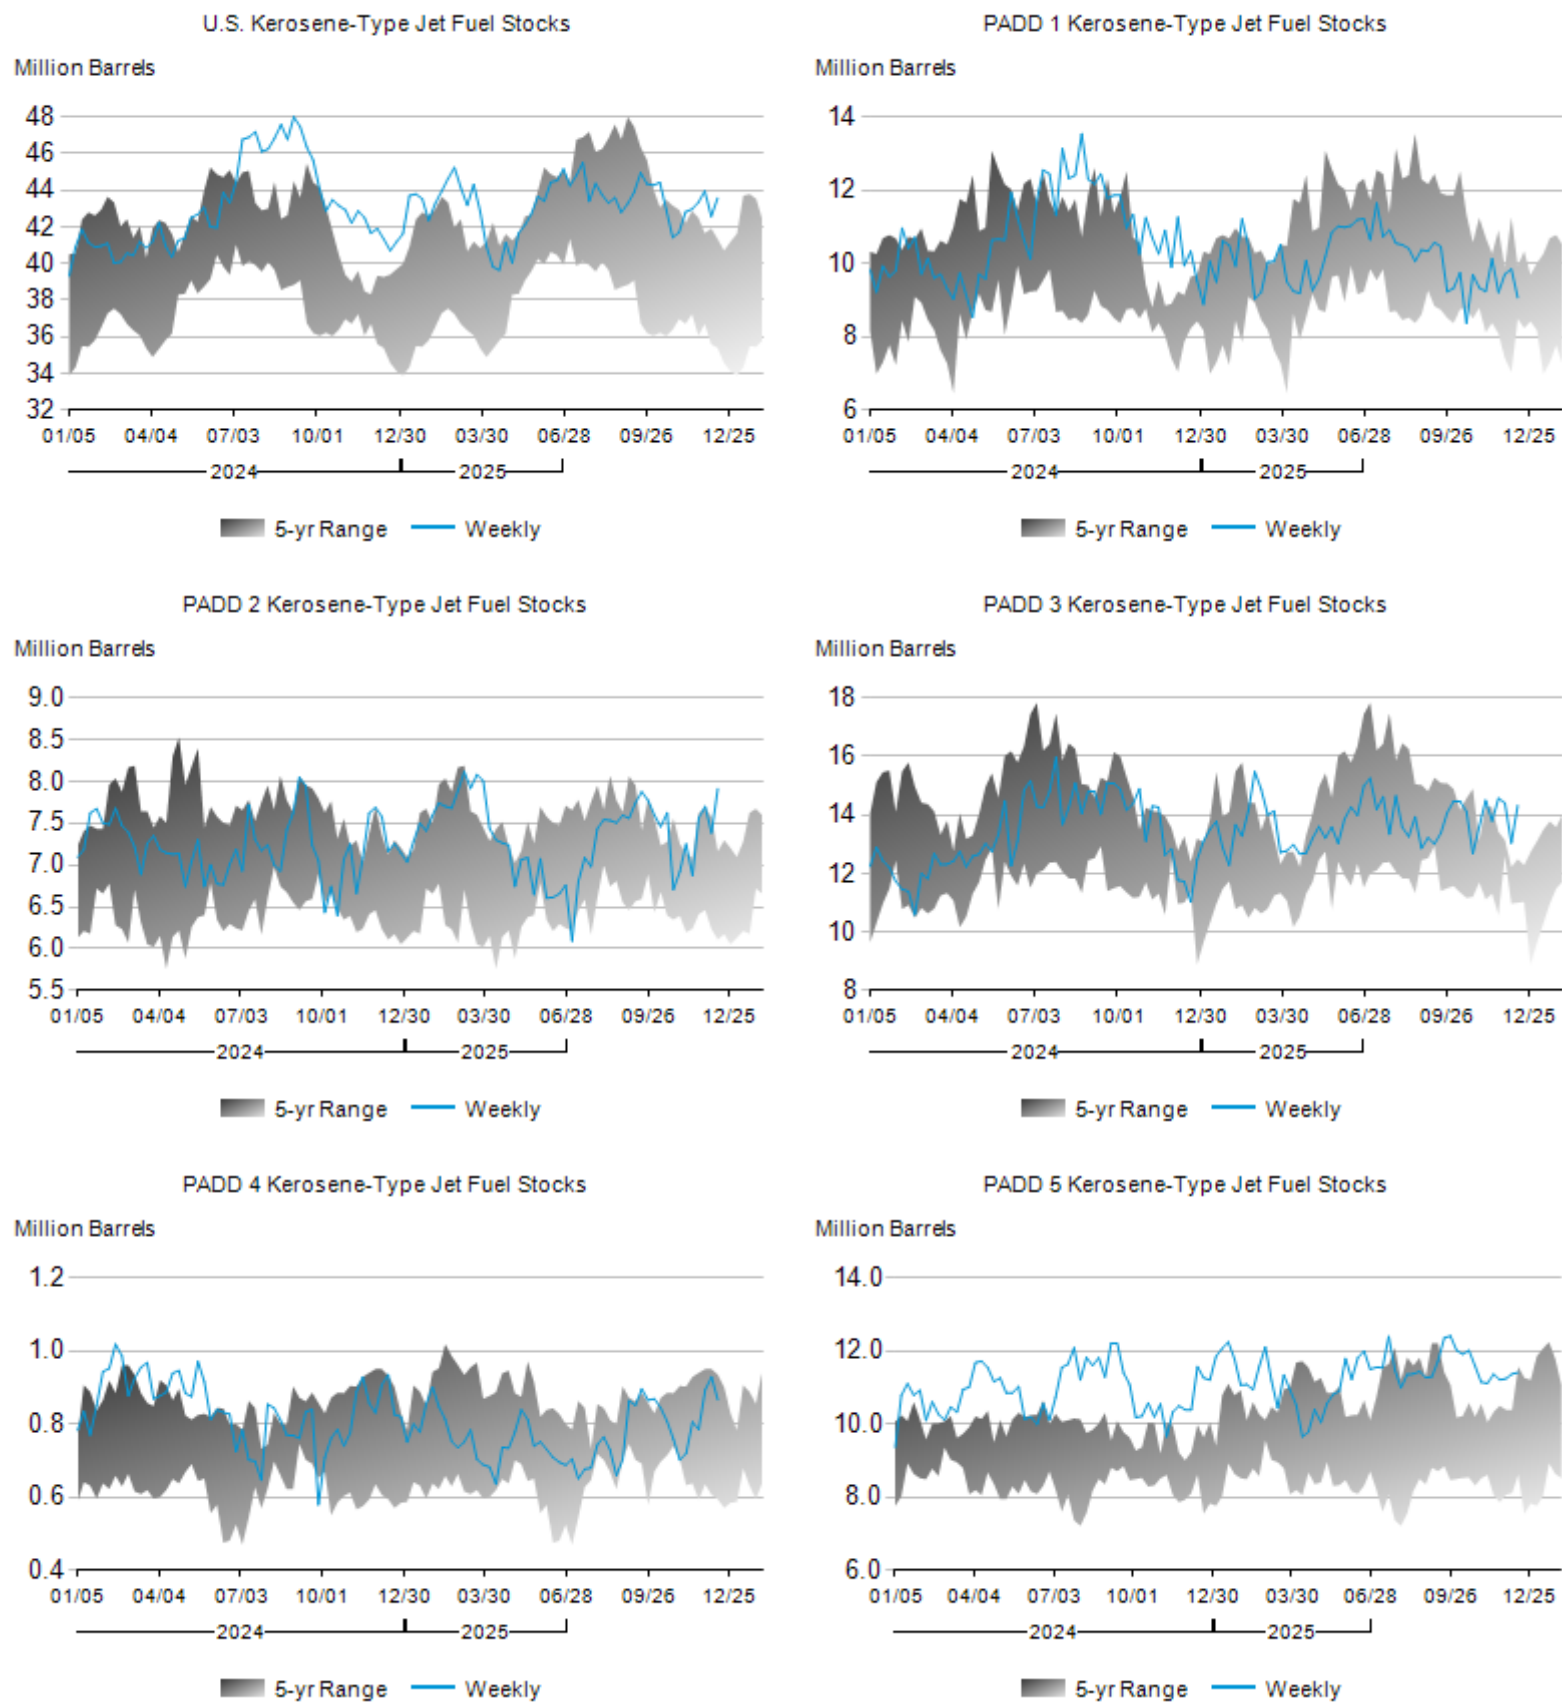 U.S. Kerosene-Type Jet Fuel Stocks
Million Barrels
48
46
44
42
40
38
36
34
32
01/05 04/04 07/03 10/01 12/30 03/30 06/28 09/26 12/25
2024 2025
5-yr Range Weekly
PADD 1 Kerosene-Type Jet Fuel Stocks
Million Barrels
14
12
10
8
6
01/05 04/04 07/03 10/01 12/30 03/30 06/28 09/26 12/25
2024 2025
5-yr Range Weekly
PADD 2 Kerosene-Type Jet Fuel Stocks
Million Barrels
9.0
8.5
8.0
7.5
7.0
6.5
6.0
5.5
01/05 04/04 07/03 10/01 12/30 03/30 06/28 09/26 12/25
2024 2025
5-yr Range Weekly
PADD 3 Kerosene-Type Jet Fuel Stocks
Million Barrels
18
16
14
12
10
8
01/05 04/04 07/03 10/01 12/30 03/30 06/28 09/26 12/25
2024 2025
5-yr Range Weekly
PADD 4 Kerosene-Type Jet Fuel Stocks
Million Barrels
1.2
1.0
0.8
0.6
0.4
01/05 04/04 07/03 10/01 12/30 03/30 06/28 09/26 12/25
2024 2025
5-yr Range Weekly
PADD 5 Kerosene-Type Jet Fuel Stocks
Million Barrels
14.0
12.0
10.0
8.0
6.0
01/05 04/04 07/03 10/01 12/30 03/30 06/28 09/26 12/25
2024 2025
5-yr Range Weekly